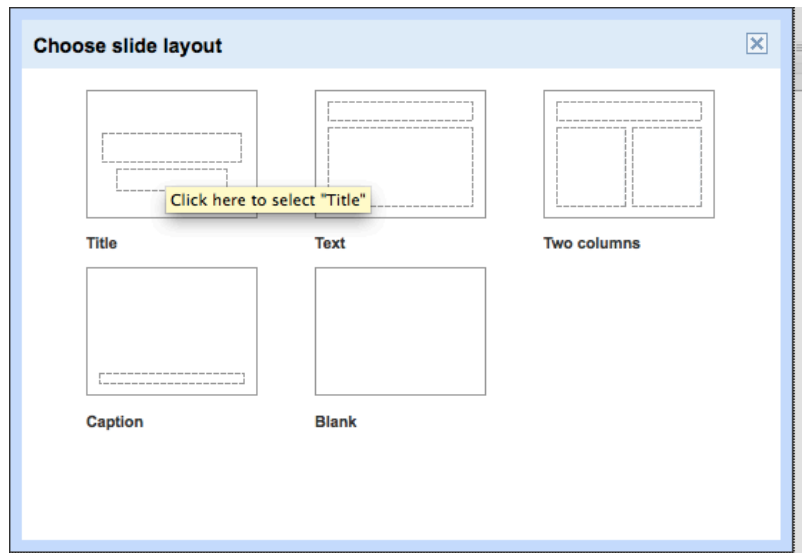 Choose slide layout
Click here to select "Title"
Title
Text
Two columns
Caption
Blank